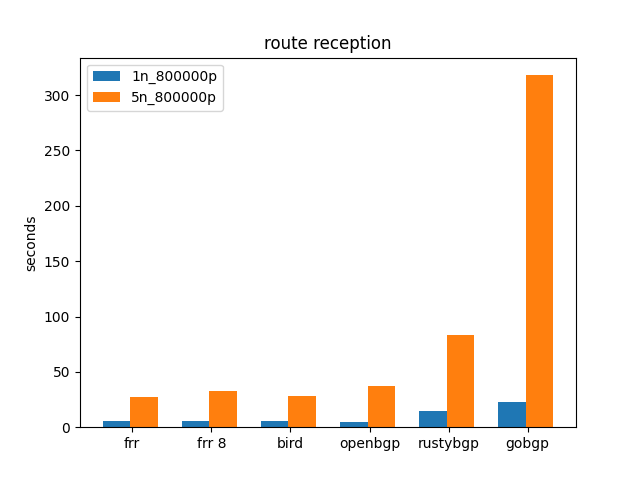 route reception
1n_800000p
5n_800000p
seconds
300
250
200
150
100
50
0
frr
frr 8
bird
openbgp
rustybgp
gobgp